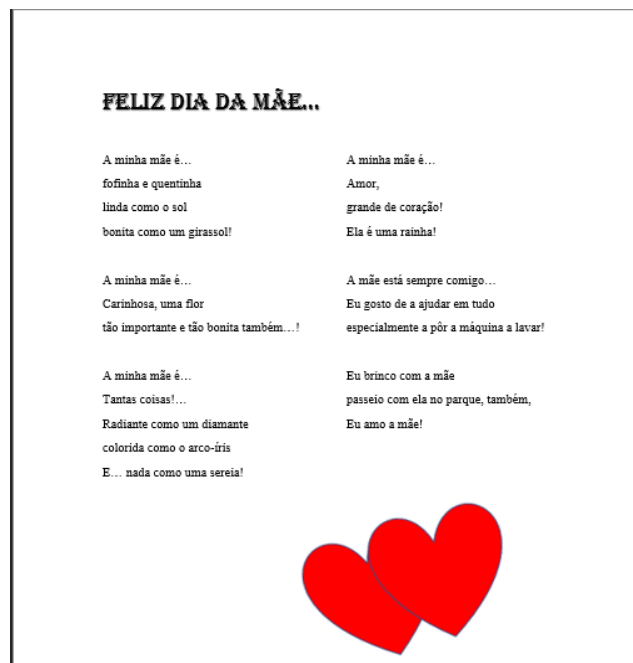 FELIZ DIA DA MÃE...
A minha mãe é…
fofinha e quentinha
linda como o sol
bonita como um girassol!
A minha mãe é…
Carinhosa, uma flor
tão importante e tão bonita também…!
A minha mãe é…
Tantas coisas!…
Radiante como um diamante
colorida como o arco-íris
E… nada como uma sereia!
A minha mãe é…
Amor,
grande de coração!
Ela é uma rainha!
A mãe está sempre comigo…
Eu gosto de a ajudar em tudo
especialmente a pôr a máquina a lavar!
Eu brinco com a mãe
passeio com ela no parque, também,
Eu amo a mãe!